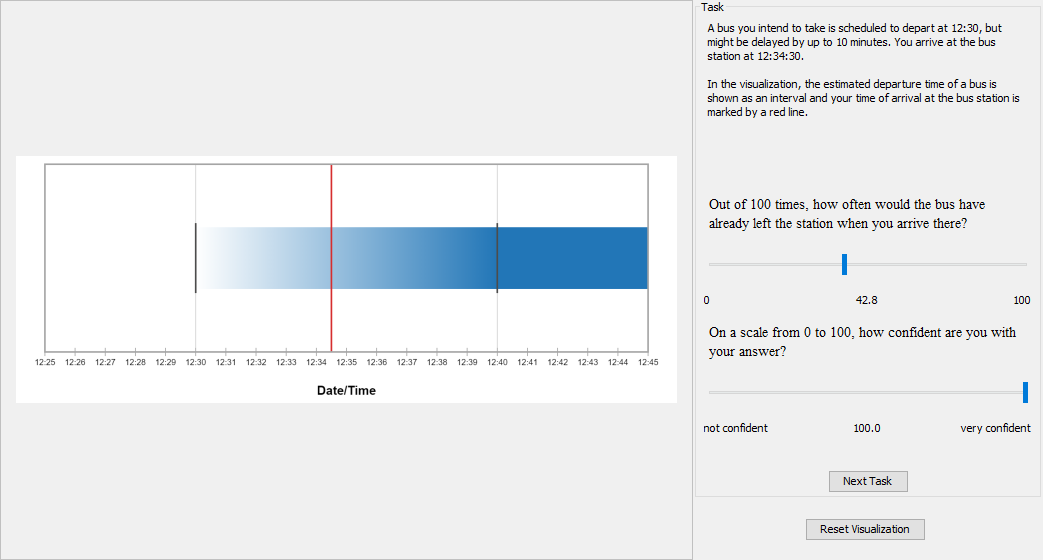 Task
A bus you intend to take is scheduled to depart at 12:30, but
might be delayed by up to 10 minutes. You arrive at the bus
station at 12:34:30.
In the visualization, the estimated departure time of a bus is
shown as an interval and your time of arrival at the bus station is
marked by a red line.
Out of 100 times, how often would the bus have
already left the station when you arrive there?
0 42.8 100
On a scale from 0 to 100, how confident are you with
your answer?
not confident 100.0 very confident
Next Task
Reset Visualization
12:25 12:26 12:27 12:28 12:29 12:30 12:31 12:32 12:33 12:34 12:35 12:36 12:37 12:38 12:39 12:40 12:41 12:42 12:43 12:44 12:45
Date/Time